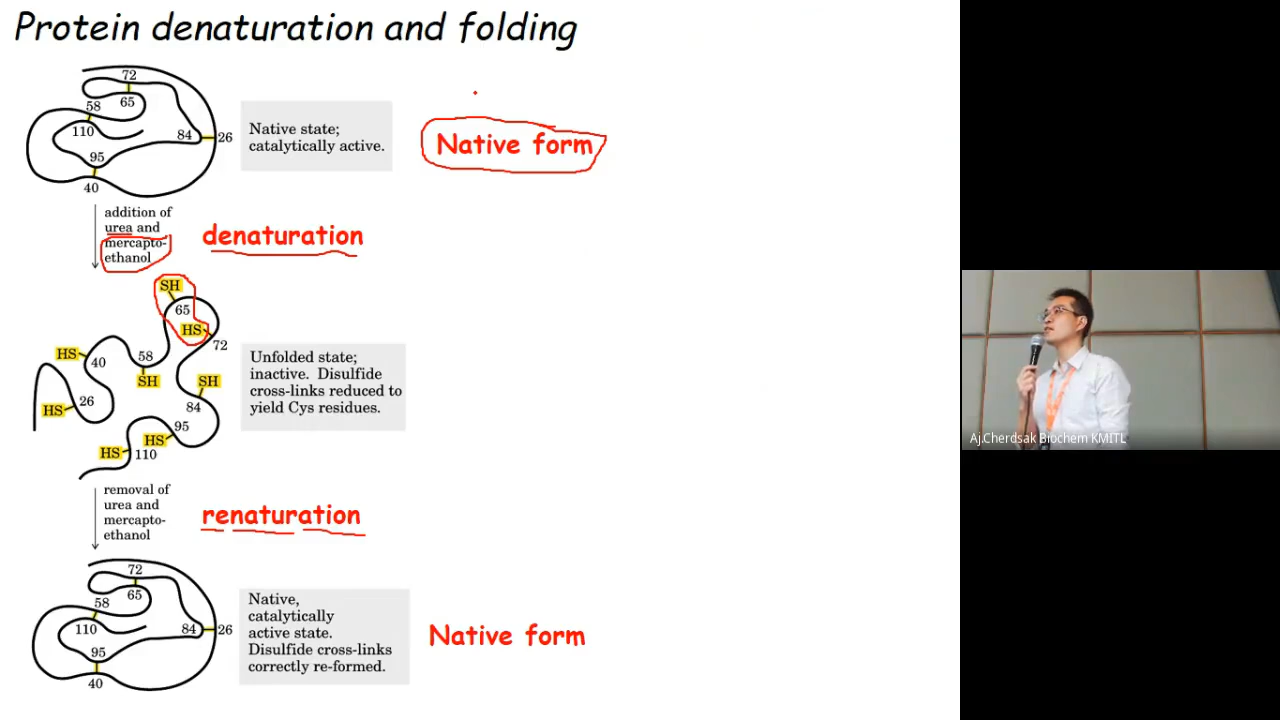 Protein denaturation and folding
72
65
58
110
84
26
95
40
Native state;
catalytically active.
Native form
addition of
urea and
mercapto-
ethanol
denaturation
SH
65
HS
72
HS
40
58
SH
SH
84
26
HS
95
HS
HS
110
Unfolded state;
inactive. Disulfide
cross-links reduced to
yield Cys residues.
removal of
urea and
mercapto-
ethanol
renaturation
72
65
58
110
84
26
95
40
Native,
catalytically
active state.
Disulfide cross-links
correctly re-formed.
Native form
Aj.Cherdsak Biochem KMITL